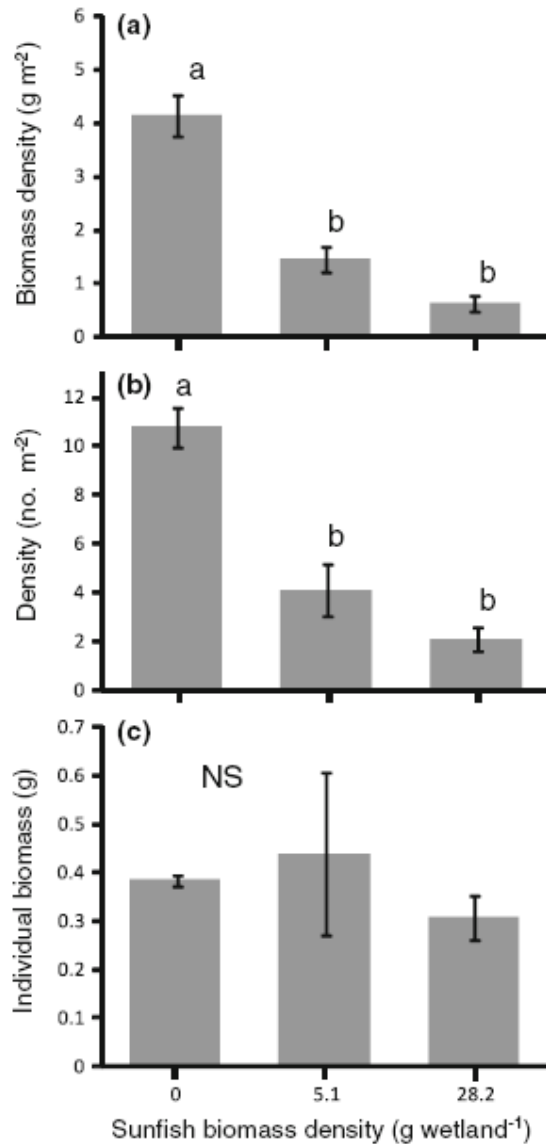 (a)
Biomass density (g m-2)
6
5
4
3
2
1
0
a
b
b
(b)
Density (no. m-2)
12
10
8
6
4
2
0
a
b
b
(c)
Individual biomass (g)
0.7
0.6
0.5
0.4
0.3
0.2
0.1
0
NS
0 5.1 28.2
Sunfish biomass density (g wetland-1)